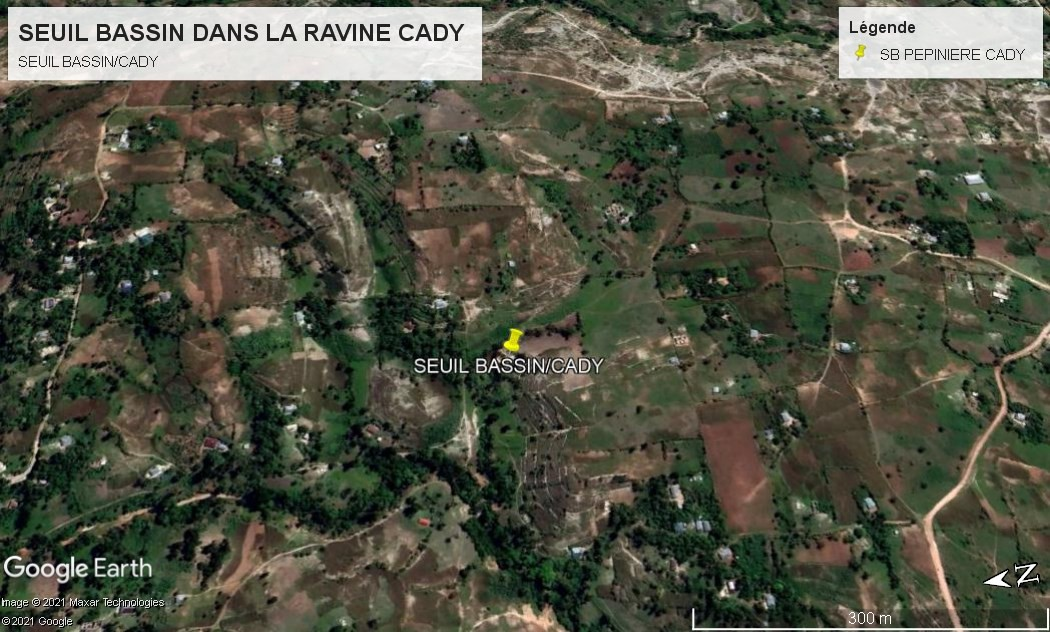 SEUIL BASSIN DANS LA RAVINE CADY
SEUIL BASSIN/CADY
Légende
SB PEPINIERE CADY
SEUIL BASSIN/CADY
Google Earth
Image © 2021 Maxar Technologies
© 2021 Google
N
300 m